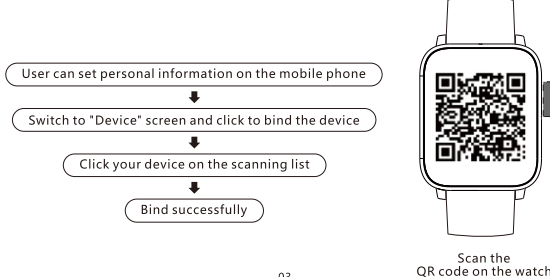 User can set personal information on the mobile phone
Switch to "Device" screen and click to bind the device
Click your device on the scanning list
Bind successfully
Scan the
QR code on the watch